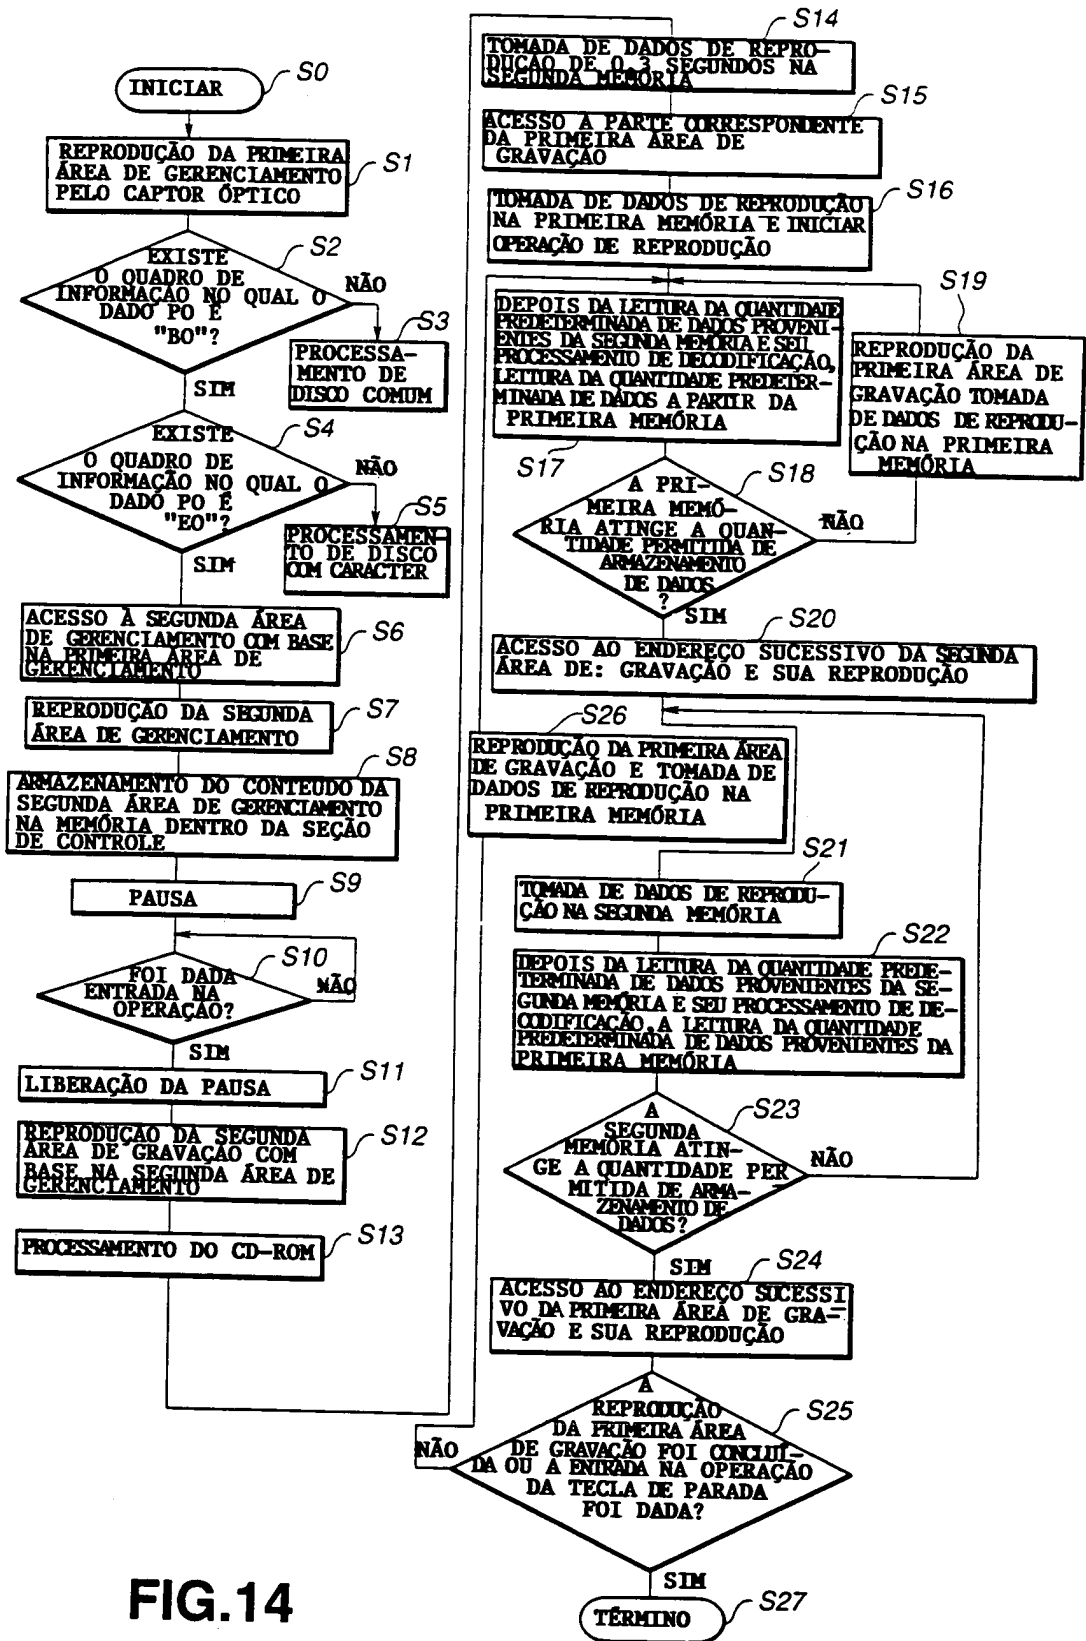 INICIAR
S0
REPRODUÇÃO DA PRIMEIRA
ÁREA DE GERENCIAMENTO
PELO CAPTOR ÓPTICO
S1
EXISTE
O QUADRO DE
INFORMAÇÃO NO QUAL O
DADO PO É
"BO"?
S2
NÃO
SIM
S3
PROCESSA-
MENTO DE
DISCO COMUM
S4
EXISTE
O QUADRO DE
INFORMAÇÃO NO QUAL O
DADO PO É
"EO"?
NÃO
SIM
S5
PROCESSAMEN-
TO DE DISCO
COM CARACTER
ACESSO À SEGUNDA ÁREA
DE GERENCIAMENTO COM BASE
NA PRIMEIRA ÁREA DE
GERENCIAMENTO
S6
REPRODUÇÃO DA SEGUNDA
ÁREA DE GERENCIAMENTO
S7
ARMAZENAMENTO DO CONTEUDO DA
SEGUNDA ÁREA DE GERENCIAMENTO
NA MEMÓRIA DENTRO DA SEÇÃO
DE CONTROLE
S8
PAUSA
S9
FOI DADA
ENTRADA NA
OPERAÇÃO?
S10
NÃO
SIM
LIBERAÇÃO DA PAUSA
S11
REPRODUÇÃO DA SEGUNDA
ÁREA DE GRAVAÇÃO COM
BASE NA SEGUNDA ÁREA DE
GERENCIAMENTO
S12
PROCESSAMENTO DO CD-ROM
S13
S14
TOMADA DE DADOS DE REPRO-
DUÇÃO DE 0,3 SEGUNDOS NA
SEGUNDA MEMÓRIA
S15
ACESSO A PARTE CORRESPONDENTE
DA PRIMEIRA ÁREA DE
GRAVAÇÃO
S16
TOMADA DE DADOS DE REPRODUÇÃO
NA PRIMEIRA MEMÓRIA E INICIAR
OPERAÇÃO DE REPRODUÇÃO
DEPOIS DA LEITURA DA QUANTIDADE
PREDETERMINADA DE DADOS PROVENI-
ENTES DA SEGUNDA MEMÓRIA E SEU
PROCESSAMENTO DE DECODIFICAÇÃO,
LEITURA DA QUANTIDADE PREDETER-
MINADA DE DADOS A PARTIR DA
PRIMEIRA MEMÓRIA
S17
S19
REPRODUÇÃO DA
PRIMEIRA ÁREA DE
GRAVAÇÃO TOMADA
DE DADOS DE REPRODU-
ÇÃO NA PRIMEIRA
MEMÓRIA
S18
A PRI-
MEIRA MEMÓ-
RIA ATINGE A QUAN-
TIDADE PERMITIDA DE
ARMAZENAMENTO
DE DADOS
?
NÃO
SIM
S20
ACESSO AO ENDEREÇO SUCESSIVO DA SEGUNDA
ÁREA DE: GRAVAÇÃO E SUA REPRODUÇÃO
S26
REPRODUÇÃO DA PRIMEIRA ÁREA
DE GRAVAÇÃO E TOMADA DE
DADOS DE REPRODUÇÃO NA
PRIMEIRA MEMÓRIA
S21
TOMADA DE DADOS DE REPRODU-
ÇÃO NA SEGUNDA MEMÓRIA
S22
DEPOIS DA LEITURA DA QUANTIDADE PREDE-
TERMINADA DE DADOS PROVENIENTES DA SE-
GUNDA MEMÓRIA E SEU PROCESSAMENTO DE DE-
CODIFICAÇÃO, A LEITURA DA QUANTIDADE
PREDETERMINADA DE DADOS PROVENIENTES DA
PRIMEIRA MEMÓRIA
S23
A
SEGUNDA
MEMÓRIA ATIN-
GE A QUANTIDADE PER
MITIDA DE ARMA-
ZENAMENTO DE
DADOS?
NÃO
SIM
S24
ACESSO AO ENDEREÇO SUCESSI
VO DA PRIMEIRA ÁREA DE GRA-
VAÇÃO E SUA REPRODUÇÃO
S25
A
REPRODUÇÃO
DA PRIMEIRA ÁREA
DE GRAVAÇÃO FOI CONCLUÍ-
DA OU A ENTRADA NA OPERAÇÃO
DA TECLA DE PARADA
FOI DADA?
NÃO
SIM
TÉRMINO
S27
FIG.14